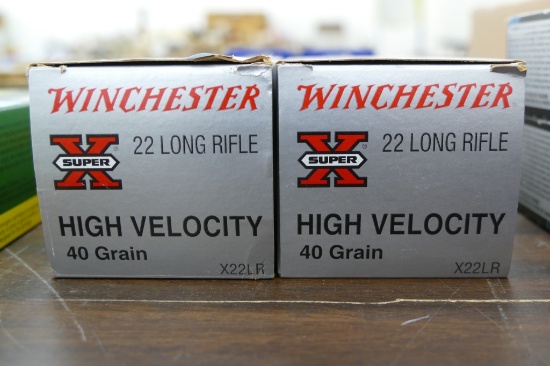 WINCHESTER
X
SUPER
22 LONG RIFLE
HIGH VELOCITY
40 Grain
X22LR
WINCHESTER
X
SUPER
22 LONG RIFLE
HIGH VELOCITY
40 Grain
X22LR